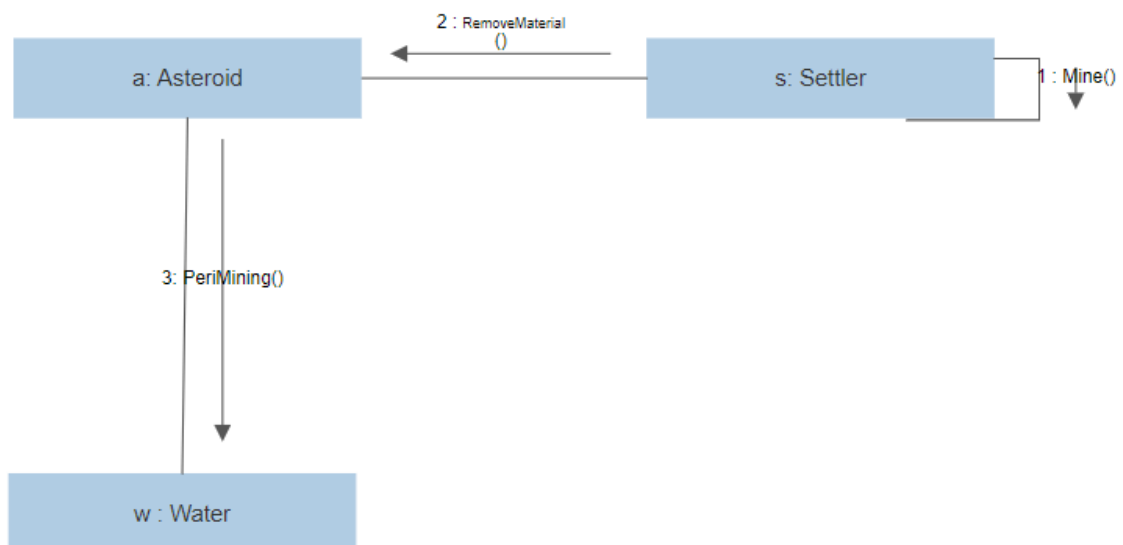 2 : RemoveMaterial
()
a: Asteroid
s: Settler
1 : Mine()
3: PeriMining()
w : Water